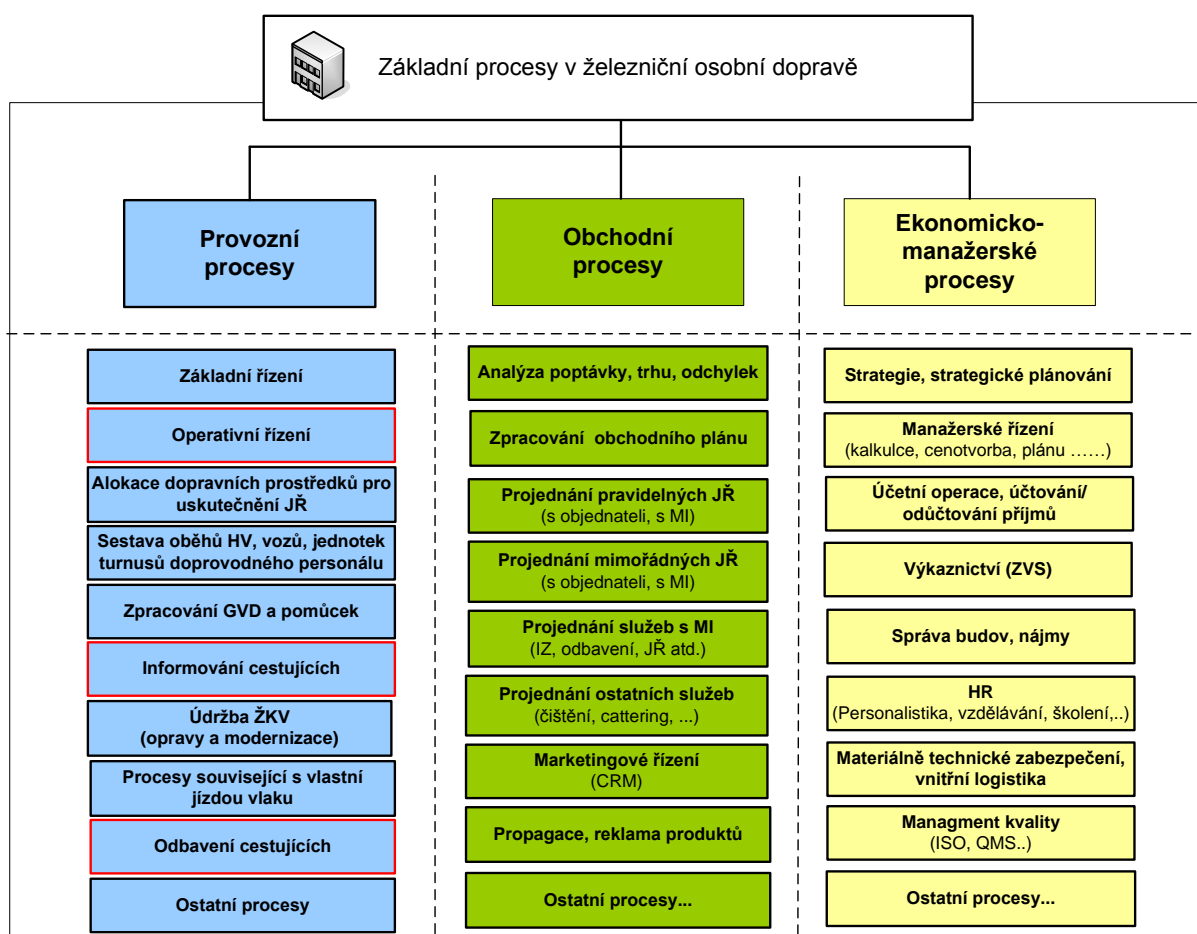 Základní procesy v železniční osobní dopravě
Provozní
procesy
Obchodní
procesy
Ekonomicko-
manažerské
procesy
Základní řízení
Operativní řízení
Alokace dopravních prostředků pro
uskutečnění JŘ
Sestava oběhů HV, vozů, jednotek
turnusů doprovodného personálu
Zpracování GVD a pomůcek
Informování cestujících
Údržba ŽKV
(opravy a modernizace)
Procesy související s vlastní
jízdou vlaku
Odbavení cestujících
Ostatní procesy
Analýza poptávky, trhu, odchylek
Zpracování obchodního plánu
Projednání pravidelných JŘ
(s objednateli, s MI)
Projednání mimořádných JŘ
(s objednateli, s MI)
Projednání služeb s MI
(IZ, odbavení, JŘ atd.)
Projednání ostatních služeb
(čištění, cattering, ...)
Marketingové řízení
(CRM)
Propagace, reklama produktů
Ostatní procesy...
Strategie, strategické plánování
Manažerské řízení
(kalkulce, cenotvorba, plánu ……)
Účetní operace, účtování/
odúčtování příjmů
Výkaznictví (ZVS)
Správa budov, nájmy
HR
(Personalistika, vzdělávání, školení,..)
Materiálně technické zabezpečení,
vnitřní logistika
Managment kvality
(ISO, QMS..)
Ostatní procesy...